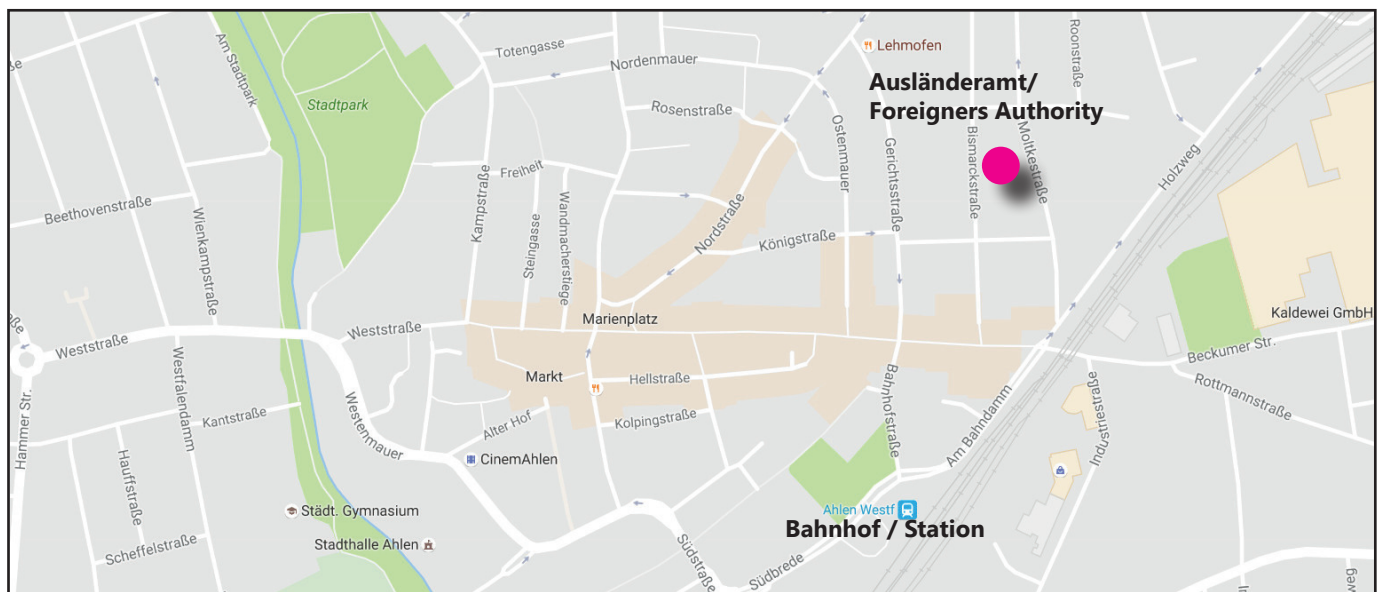 Am Stadtpark
Stadtpark
Totengasse
Nordenmauer
Rosenstraße
Lehmofen
Ausländeramt/
Foreigners Authority
Roonstraße
Moltkestraße
Bismarckstraße
Gerichtsstraße
Ostenmauer
Holzweg
Beethovenstraße
Wienkampstraße
Kampstraße
Freiheit
Steingasse
Wandmacherstiege
Nordstraße
Königstraße
Kaldewei GmbH
Marienplatz
Weststraße
Weststraße
Beckumer Str.
Rottmannstraße
Markt
Hellstraße
Kolpingstraße
Bahnhofstraße
Am Bahndamm
Industriestraße
Hammer Str.
Westfalendamm
Kantstraße
Hauffstraße
Westenmauer
Alter Hof
CinemAhlen
Städt. Gymnasium
Stadthalle Ahlen
Scheffelstraße
Ahlen Westf
Bahnhof / Station
Südstraße
Südbrede